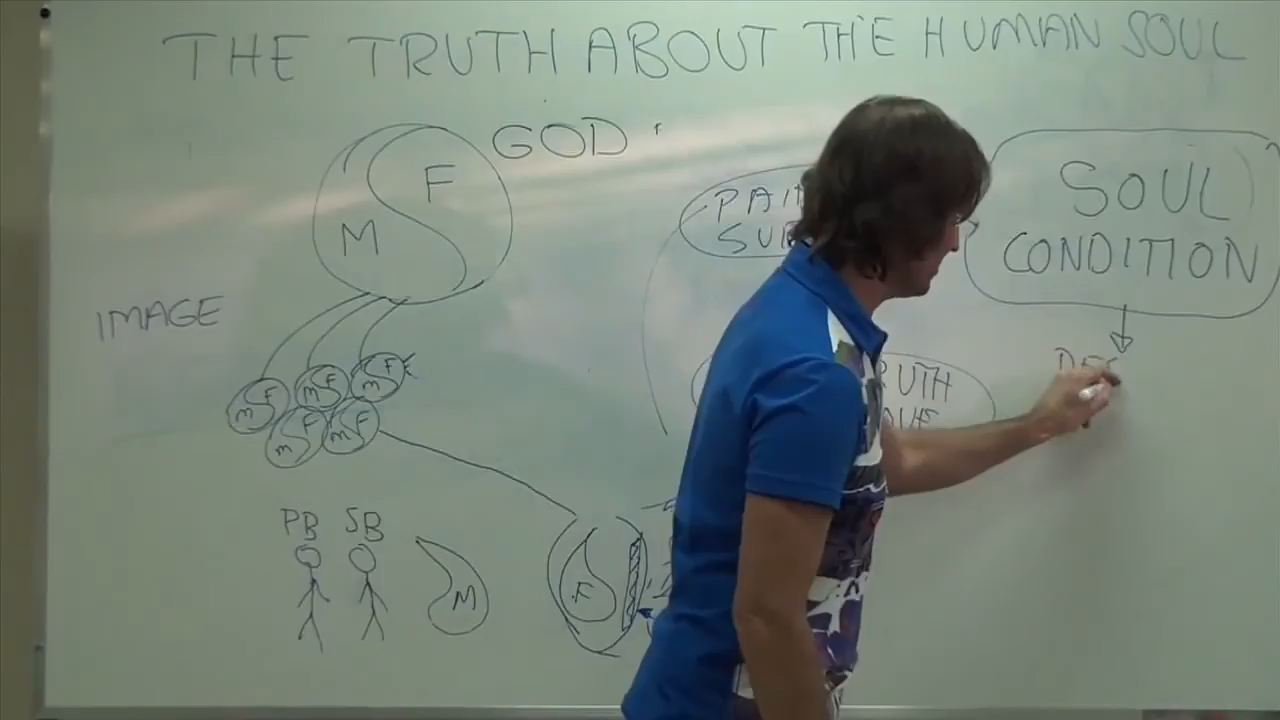 THE TRUTH ABOUT THE HUMAN SOUL
GOD
F
M
IMAGE
M F
M F
M F
M F
M F
PB SB
M
F
SOUL
CONDITION